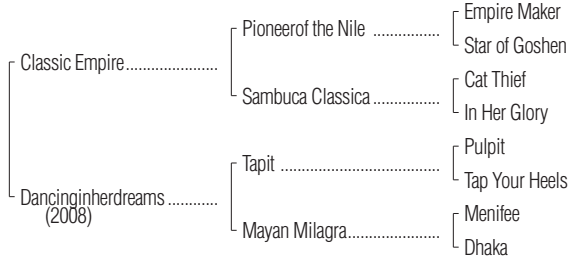 Empire Maker
Pioneerof the Nile ................
Star of Goshen
Classic Empire......................
Cat Thief
Sambuca Classica................
In Her Glory
Pulpit
Tapit ......................................
Tap Your Heels
Dancinginherdreams ............
(2008)
Menifee
Mayan Milagra......................
Dhaka